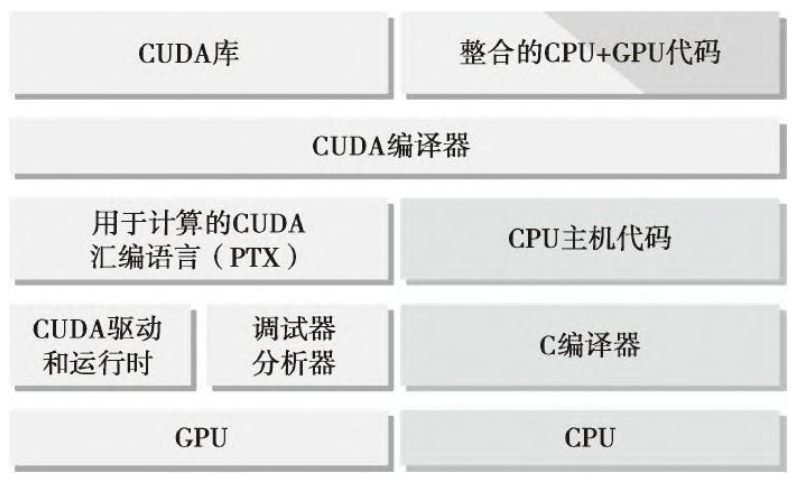 CUDA库
整合的CPU+GPU代码
CUDA编译器
用于计算的CUDA
汇编语言（PTX）
CPU主机代码
CUDA驱动
和运行时
调试器
分析器
C编译器
GPU
CPU